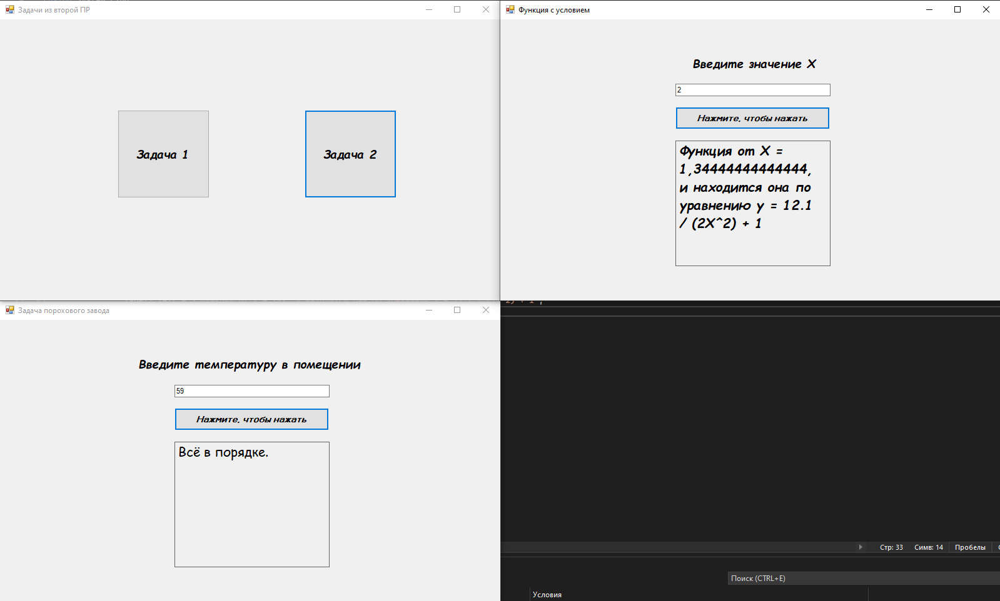 Задачи из второй ПР
Задача 1
Задача 2
Функция с условием
Введите значение X
2
Нажмите, чтобы нажать
Функция от X =
1,34444444444444,
и находится она по
уравнению y = 12.1
/ (2X^2) + 1
Задача порохового завода
Введите температуру в помещении
59
Нажмите, чтобы нажать
Всё в порядке.
Стр: 33
Симв: 14
Пробелы
Поиск (CTRL+E)
Условия